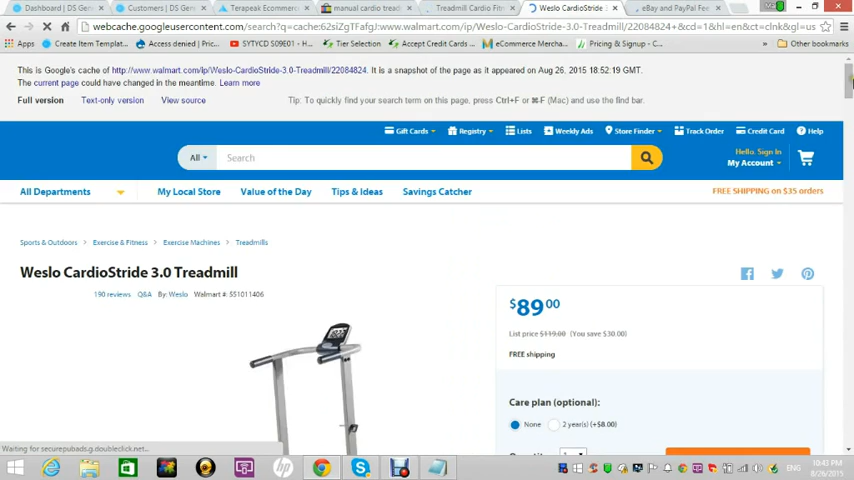 Dashboard | DS Gen
Customers | DS Gene
Terapeak Ecommerc
manual cardio treadi
Treadmill Cardio Fitn
Weslo CardioStride 3
eBay and PayPal Fee
webcache.googleusercontent.com/search?q=cache:62siZgTFafgJ:www.walmart.com/ip/Weslo-CardioStride-3.0-Treadmill/22084824+&cd=1&hl=en&ct=clnk&gl=us
Create Item Templat...
Access denied | Pric...
SYTYCD S09E01 - H...
Tier Selection
Accept Credit Cards...
eCommerce Mercha...
Pricing & Signup - C...
»
Other bookmarks
This is Google's cache of http://www.walmart.com/ip/Weslo-CardioStride-3.0-Treadmill/22084824. It is a snapshot of the page as it appeared on Aug 26, 2015 18:52:19 GMT.
The current page could have changed in the meantime. Learn more
Full version Text-only version View source
Tip: To quickly find your search term on this page, press Ctrl+F or ⌘-F (Mac) and use the find bar.
Gift Cards Registry Lists Weekly Ads Store Finder Track Order Credit Card Help
All Search
Hello. Sign In
My Account
All Departments My Local Store Value of the Day Tips & Ideas Savings Catcher FREE SHIPPING on $35 orders
Sports & Outdoors > Exercise & Fitness > Exercise Machines > Treadmills
Weslo CardioStride 3.0 Treadmill
190 reviews Q&A By: Weslo Walmart #: 551011406
$89.00
List price $119.00 (You save $30.00)
FREE shipping
Care plan (optional):
None 2 year(s) (+$8.00)
Waiting for securepubads.g.doubleclick.net...
ENG
10:43 PM
8/26/2015